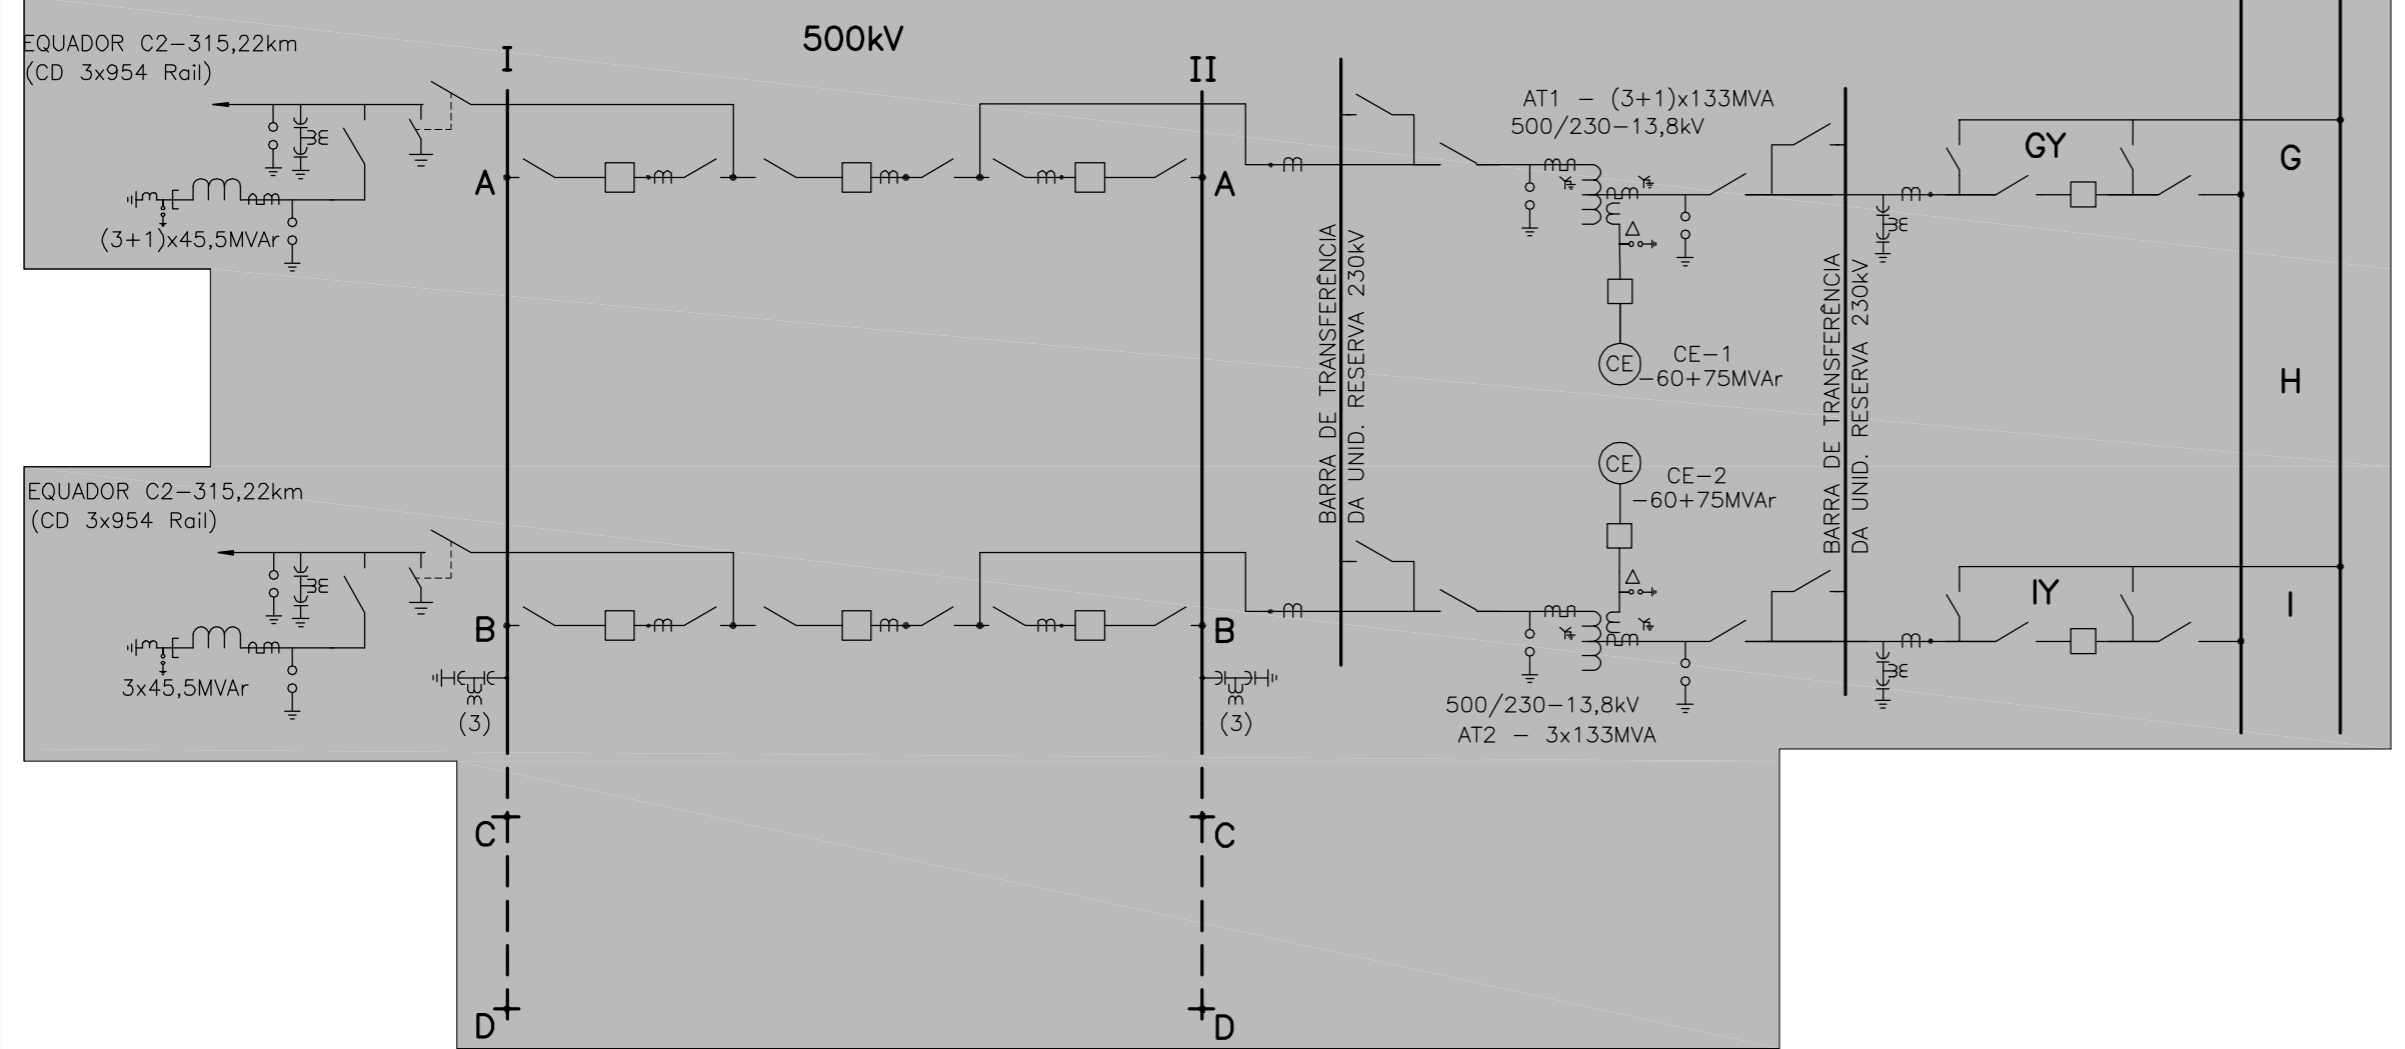 EQUADOR C2-315,22km
(CD 3x954 Rail)
I
500kV
II
AT1 - (3+1)x133MVA
500/230-13,8kV
A
A
GY
G
(3+1)x45,5MVAr
BARRA DE TRANSFERÊNCIA
DA UNID. RESERVA 230kV
Δ
CE
CE-1
-60+75MVAr
BARRA DE TRANSFERÊNCIA
DA UNID. RESERVA 230kV
H
EQUADOR C2-315,22km
(CD 3x954 Rail)
CE
CE-2
-60+75MVAr
Δ
B
B
IY
I
3x45,5MVAr
(3)
(3)
500/230-13,8kV
AT2 - 3x133MVA
C
C
D
D